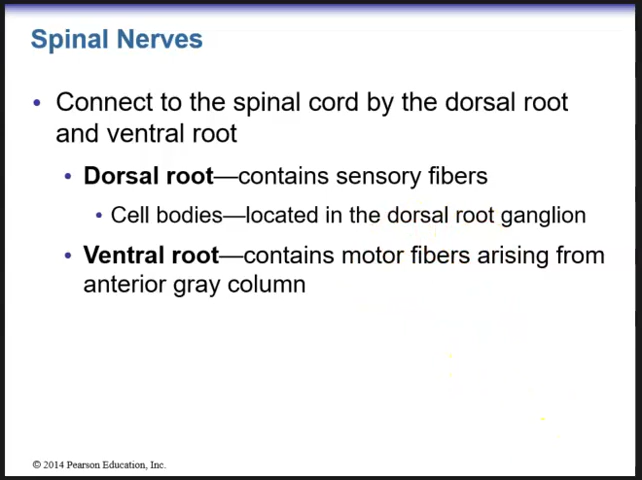 Spinal Nerves
• Connect to the spinal cord by the dorsal root
and ventral root
• Dorsal root—contains sensory fibers
• Cell bodies—located in the dorsal root ganglion
• Ventral root—contains motor fibers arising from
anterior gray column
© 2014 Pearson Education, Inc.